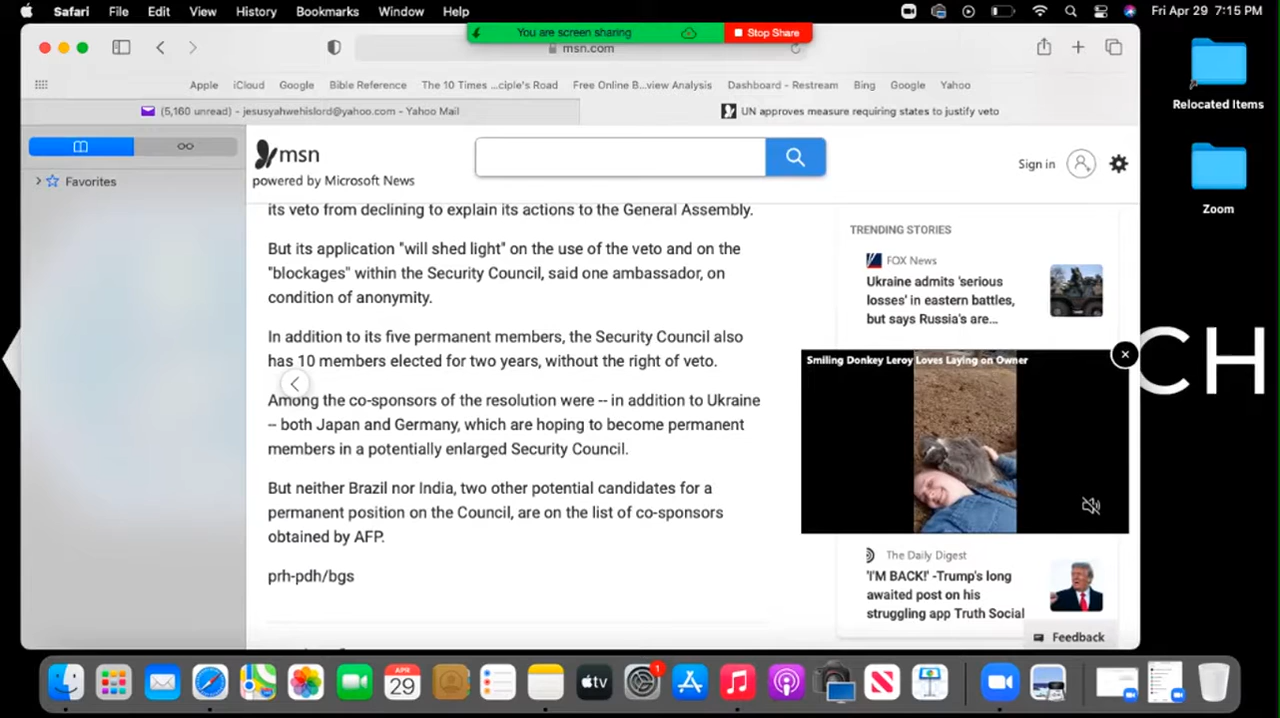 Safari File Edit View History Bookmarks Window Help Fri Apr 29 7:15 PM
You are screen sharing Stop Share
msn.com
Relocated Items
Apple iCloud Google Bible Reference The 10 Times ...ciple's Road Free Online B...view Analysis Dashboard - Restream Bing Google Yahoo
(5,160 unread) - jesusyahwehislord@yahoo.com - Yahoo Mail UN approves measure requiring states to justify veto
Favorites
msn
powered by Microsoft News
Sign in
Zoom
its veto from declining to explain its actions to the General Assembly.
But its application "will shed light" on the use of the veto and on the
"blockages" within the Security Council, said one ambassador, on
condition of anonymity.
In addition to its five permanent members, the Security Council also
has 10 members elected for two years, without the right of veto.
Among the co-sponsors of the resolution were -- in addition to Ukraine
-- both Japan and Germany, which are hoping to become permanent
members in a potentially enlarged Security Council.
But neither Brazil nor India, two other potential candidates for a
permanent position on the Council, are on the list of co-sponsors
obtained by AFP.
prh-pdh/bgs
TRENDING STORIES
FOX News
Ukraine admits 'serious
losses' in eastern battles,
but says Russia's are...
Smiling Donkey Leroy Loves Laying on Owner
CH
The Daily Digest
'I'M BACK!' -Trump's long
awaited post on his
struggling app Truth Social
Feedback
APR
29
tv
1